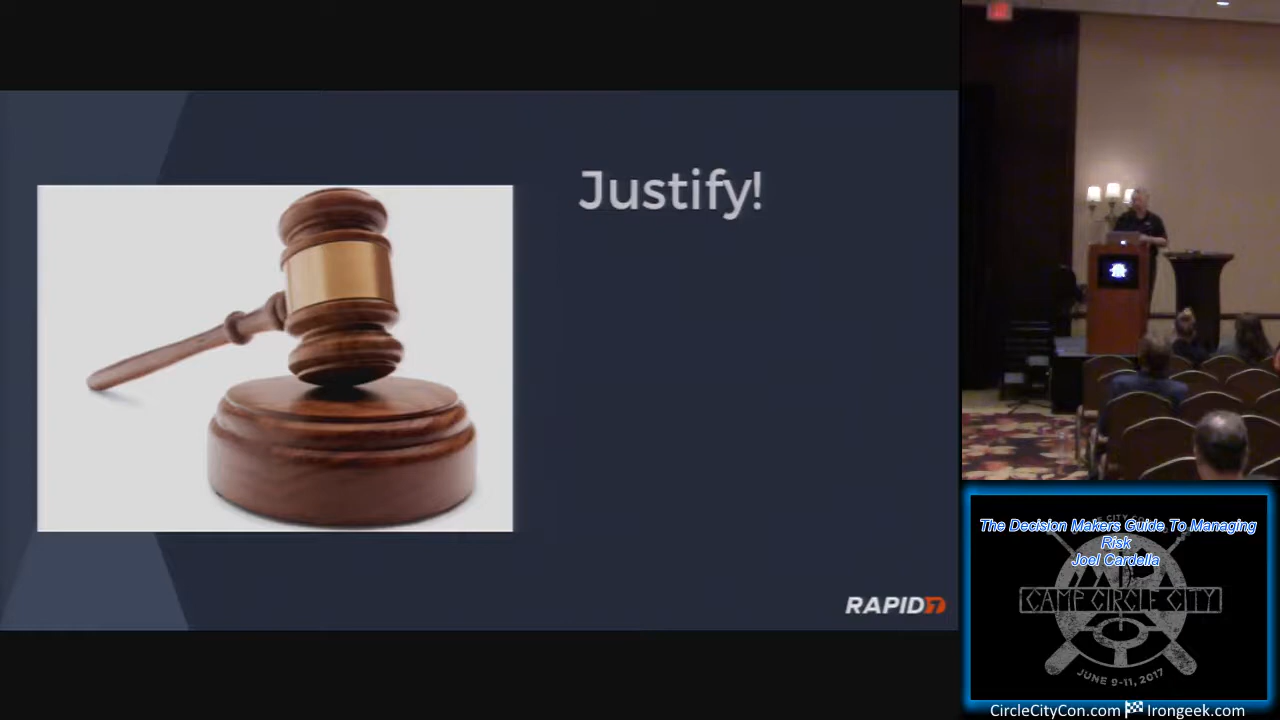 Justify!
RAPID7
The Decision Makers Guide To Managing
Risk
Joel Cardella
CAMP CIRCLE CITY
JUNE 9-11, 2017
CircleCityCon.com Irongeek.com